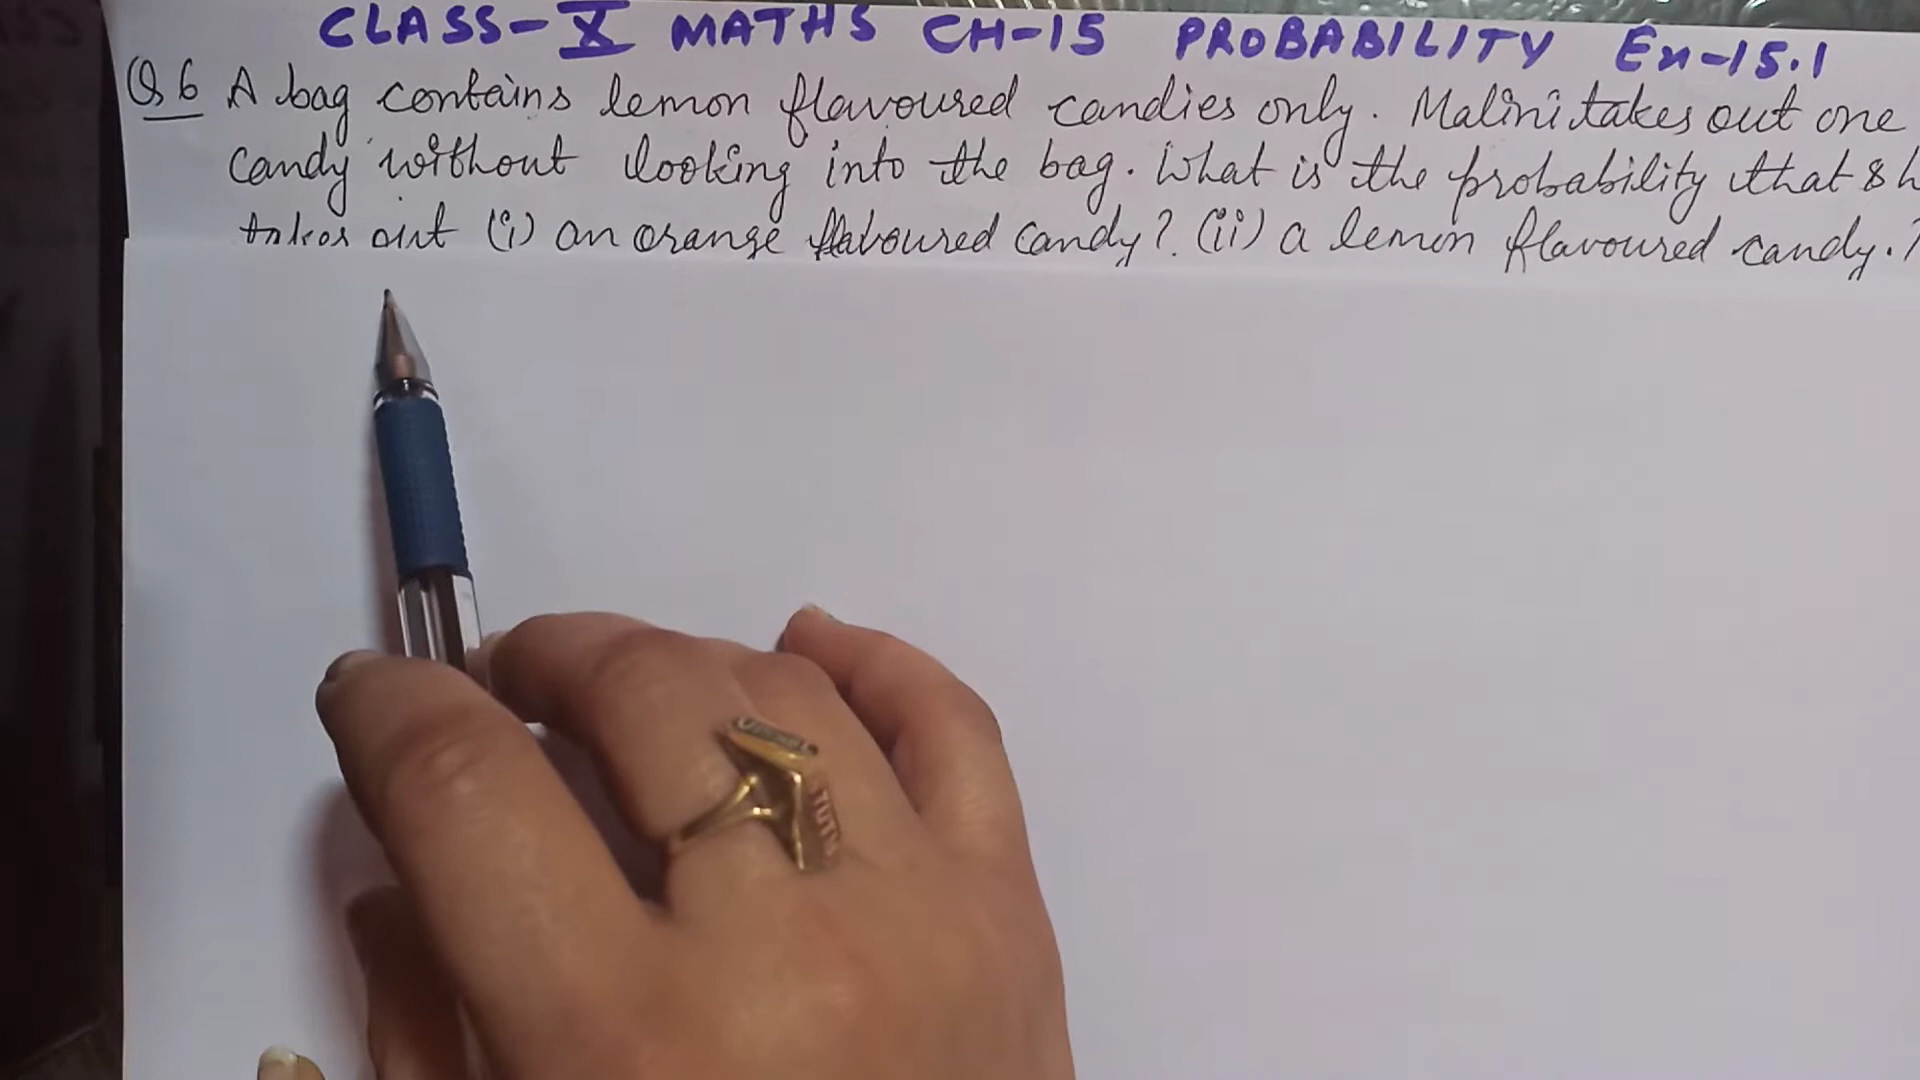 CLASS-X MATHS CH-15 PROBABILITY Ex-15.1
Q6 A bag contains lemon flavoured candies only. Malini takes out one
candy without looking into the bag. What is the probability that sh
takes out (i) an orange flavoured candy? (ii) a lemon flavoured candy.?